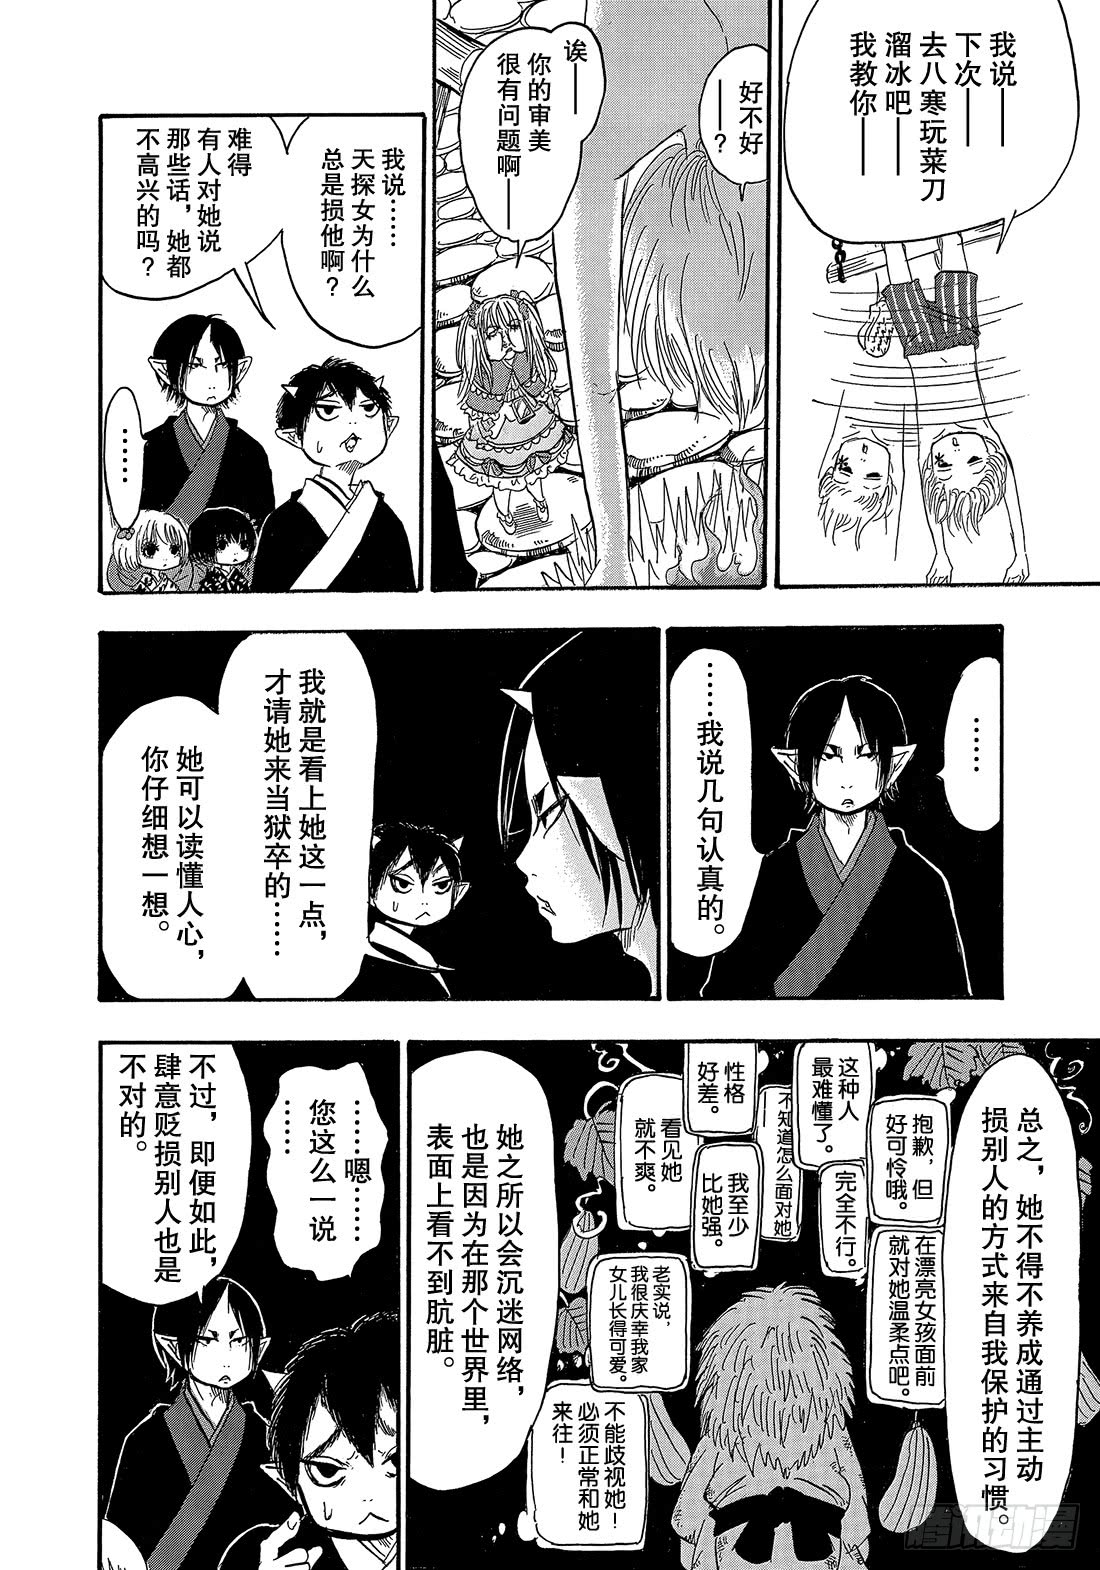 我说——
下次——
去八寒玩菜刀
溜冰吧——
我教你——
好不好
——？
诶——
你的审美
很有问题啊——
我说……
天探女为什么
总是损他啊？
难得
有人对她说
那些话，她都
不高兴的吗？
……
……
……我说几句认真的。
我就是看上她这一点，
才请她来当狱卒的……
她可以读懂人心，
你仔细想一想。
总之，她不得不养成通过主动
损别人的方式来自我保护的习惯。
抱歉，但
好可怜哦。
在漂亮女孩面前
就对她温柔点吧。
这种人
最难懂了。
完全不行。
不知道怎么面对她
性格
好差。
我至少
比她强。
看见她
就不爽。
老实说，
我很庆幸我家
女儿长得可爱。
不能歧视她！
必须正常和她
来往！
她之所以会沉迷网络，
也是因为在那个世界里，
表面上看不到肮脏。
……嗯……
您这么一说
……
不过，即便如此，
肆意贬损别人也是
不对的。
腾讯动漫